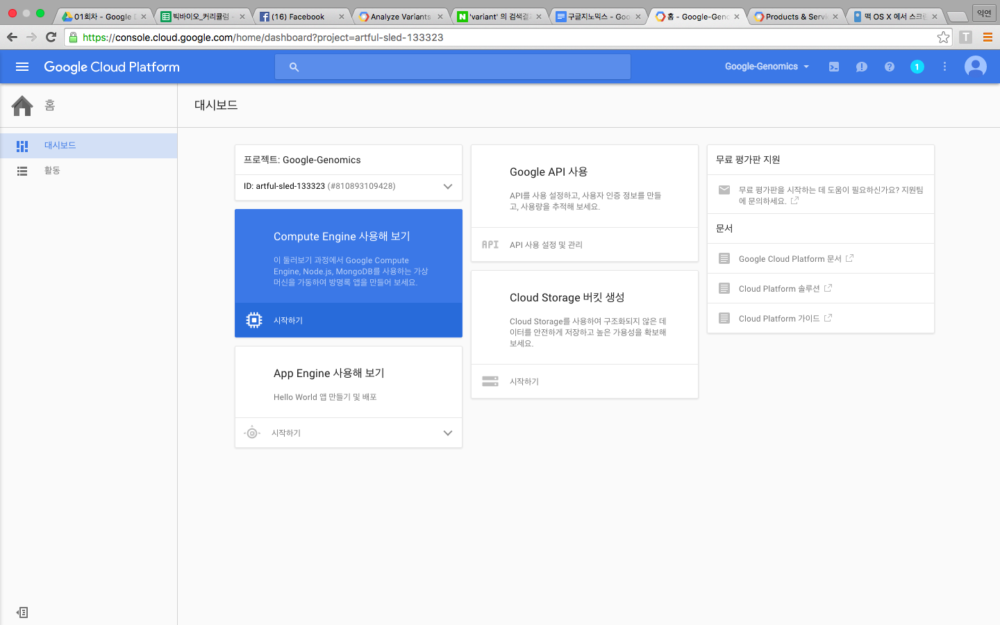 01회차 - Google
빅바이오_커리큘럼 -
(16) Facebook
Analyze Variants
'variant' 의 검색결
구글지노믹스 - Goo
홈 - Google-Geno
Products & Servi
맥 OS X 에서 스크린
익연
https://console.cloud.google.com/home/dashboard?project=artful-sled-133323
Google Cloud Platform
Google-Genomics
1
홈
대시보드
대시보드
활동
프로젝트: Google-Genomics
ID: artful-sled-133323 (#810893109428)
Compute Engine 사용해 보기
이 둘러보기 과정에서 Google Compute
Engine, Node.js, MongoDB를 사용하는 가상
머신을 가동하여 방명록 앱을 만들어 보세요.
시작하기
App Engine 사용해 보기
Hello World 앱 만들기 및 배포
시작하기
Google API 사용
API를 사용 설정하고, 사용자 인증 정보를 만들
고, 사용량을 추적해 보세요.
API
API 사용 설정 및 관리
Cloud Storage 버킷 생성
Cloud Storage를 사용하여 구조화되지 않은 데
이터를 안전하게 저장하고 높은 가용성을 확보해
보세요.
시작하기
무료 평가판 지원
무료 평가판을 시작하는 데 도움이 필요하신가요? 지원팀
에 문의하세요.
문서
Google Cloud Platform 문서
Cloud Platform 솔루션
Cloud Platform 가이드